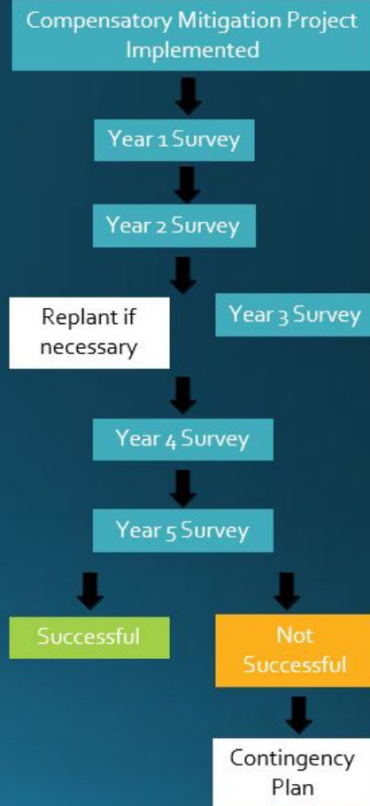 Compensatory Mitigation Project
Implemented
Year 1 Survey
Year 2 Survey
Replant if
necessary
Year 3 Survey
Year 4 Survey
Year 5 Survey
Successful
Not
Successful
Contingency
Plan